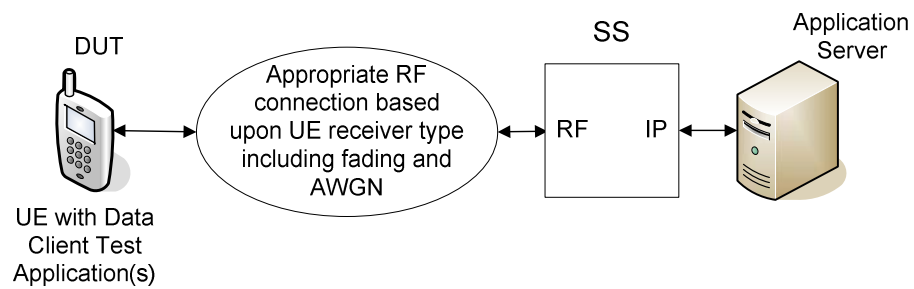 DUT
UE with Data
Client Test
Application(s)
Appropriate RF
connection based
upon UE receiver type
including fading and
AWGN
SS
RF
IP
Application
Server